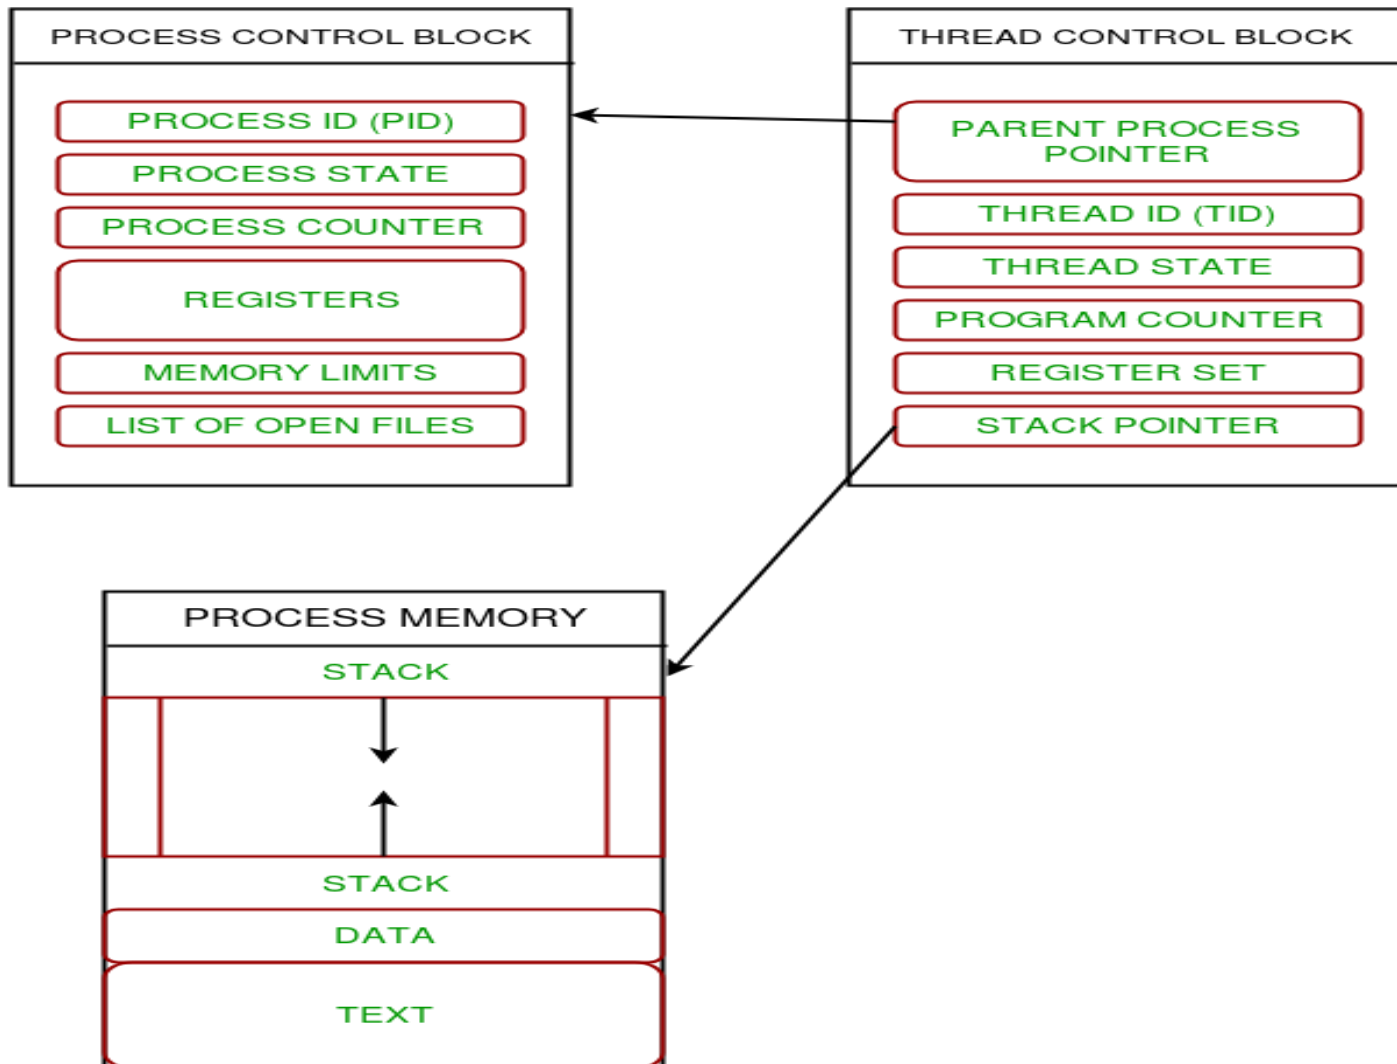 PROCESS CONTROL BLOCK
PROCESS ID (PID)
PROCESS STATE
PROCESS COUNTER
REGISTERS
MEMORY LIMITS
LIST OF OPEN FILES
THREAD CONTROL BLOCK
PARENT PROCESS
POINTER
THREAD ID (TID)
THREAD STATE
PROGRAM COUNTER
REGISTER SET
STACK POINTER
PROCESS MEMORY
STACK
STACK
DATA
TEXT